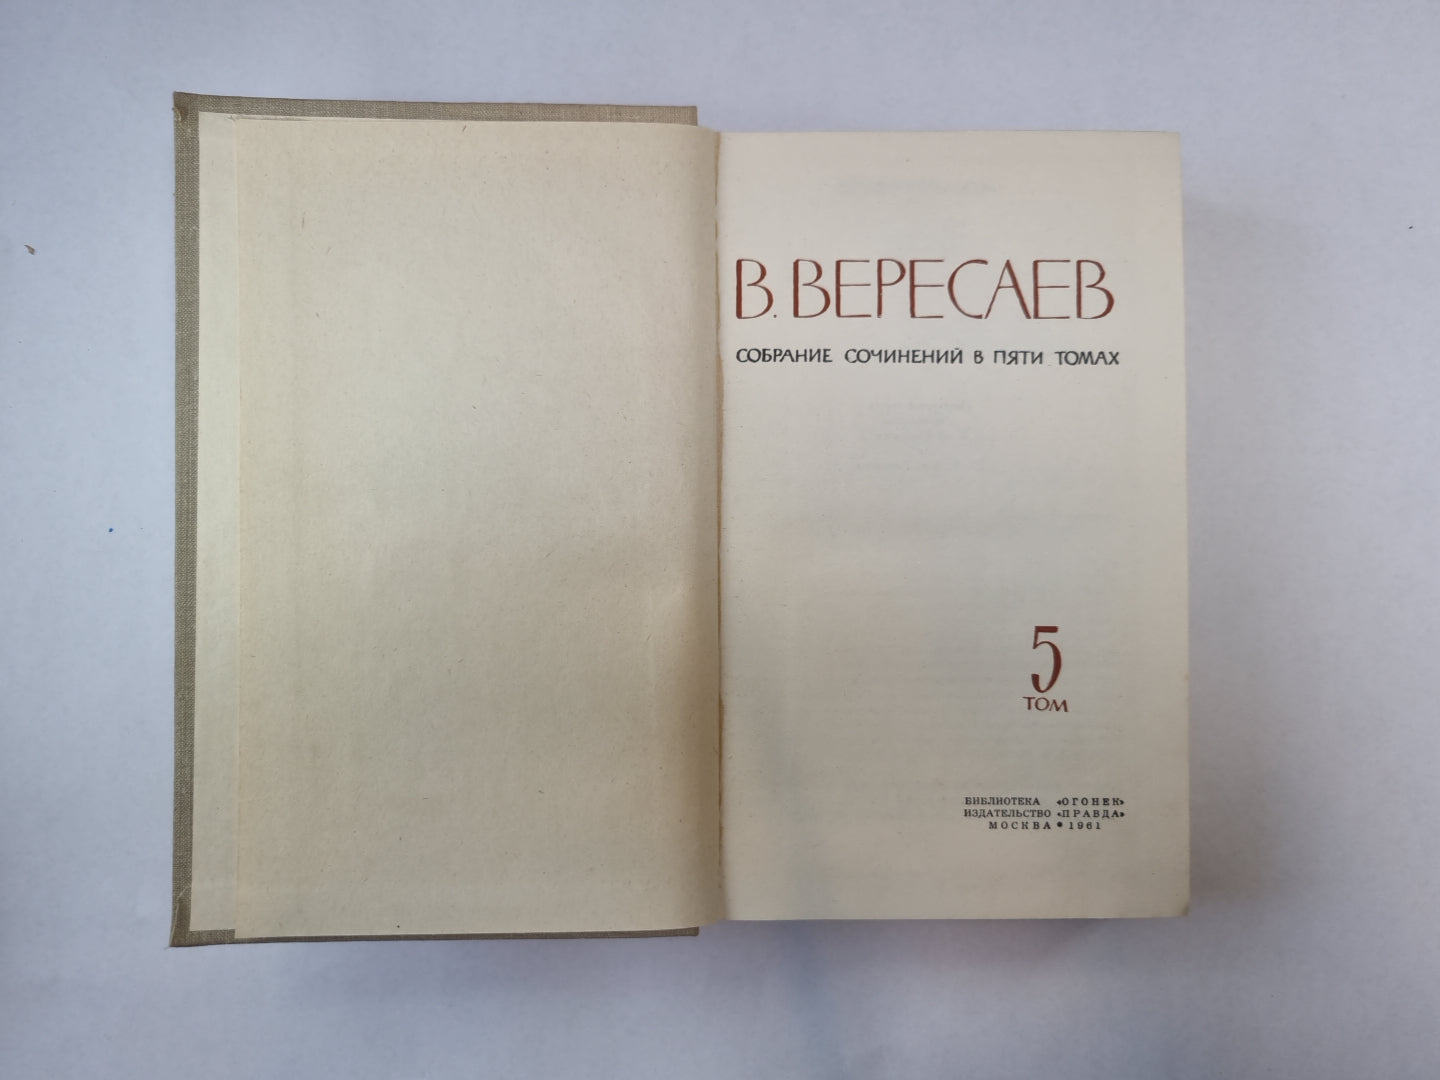 В. ВЕРЕСАЕВ
СОБРАНИЕ СОЧИНЕНИЙ В ПЯТИ ТОМАХ
5
ТОМ
БИБЛИОТЕКА «ОГОНЕК»
ИЗДАТЕЛЬСТВО «ПРАВДА»
МОСКВА • 1961